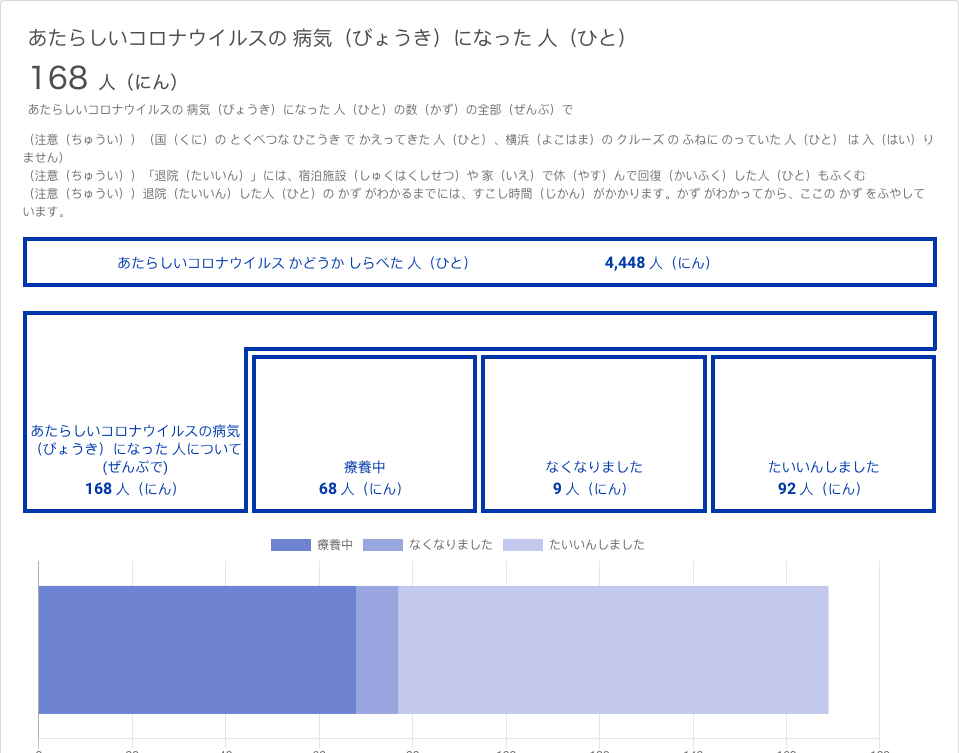 あたらしいコロナウイルスの 病気（びょうき）になった 人（ひと）
168 人（にん）
あたらしいコロナウイルスの 病気（びょうき）になった 人（ひと）の数（かず）の全部（ぜんぶ）で
（注意（ちゅうい））（国（くに）の とくべつな ひこうき で かえってきた 人（ひと）、横浜（よこはま）の クルーズ の ふねに のっていた 人（ひと） は 入（はい）り
ません）
（注意（ちゅうい））「退院（たいいん）」には、宿泊施設（しゅくはくしせつ）や 家（いえ）で休（やす）んで回復（かいふく）した人（ひと）もふくむ
（注意（ちゅうい））退院（たいいん）した人（ひと）の かず がわかるまでには、すこし時間（じかん）がかかります。かず がわかってから、ここの かず をふやして
います。
あたらしいコロナウイルス かどうか しらべた 人（ひと） 4,448 人（にん）
あたらしいコロナウイルスの病気
（びょうき）になった 人について
(ぜんぶで)
168 人（にん）
療養中
68 人（にん）
なくなりました
9 人（にん）
たいいんしました
92 人（にん）
療養中 なくなりました たいいんしました